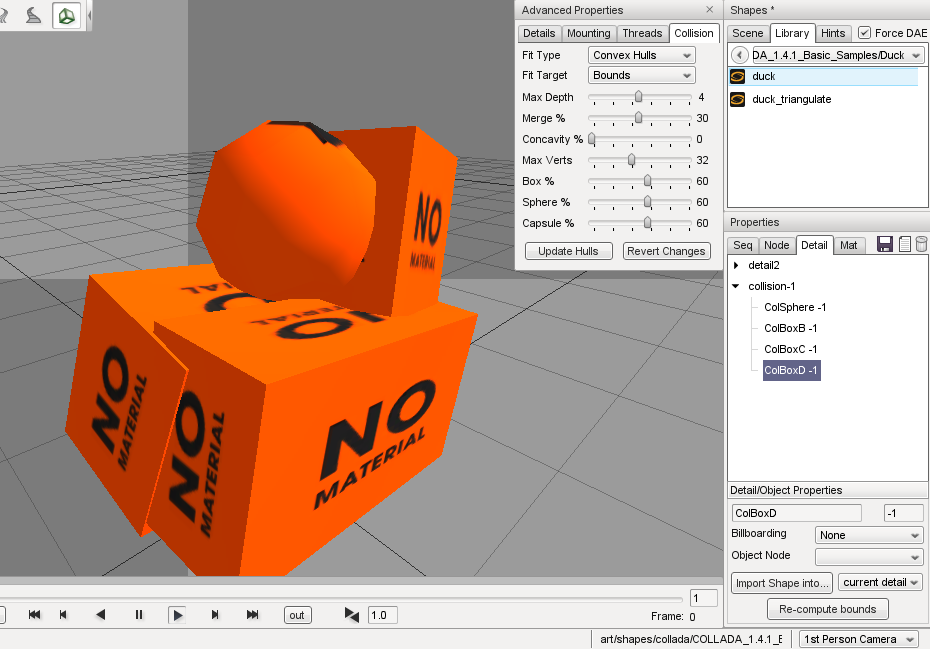 Advanced Properties
Details Mounting Threads Collision
Fit Type Convex Hulls
Fit Target Bounds
Max Depth 4
Merge % 30
Concavity % 0
Max Verts 32
Box % 60
Sphere % 60
Capsule % 60
Update Hulls Revert Changes
Shapes *
Scene Library Hints Force DAE
DA_1.4.1_Basic_Samples/Duck
duck
duck_triangulate
Properties
Seq Node Detail Mat
detail2
collision-1
ColSphere -1
ColBoxB -1
ColBoxC -1
ColBoxD -1
Detail/Object Properties
ColBoxD -1
Billboarding None
Object Node
Import Shape into... current detail
Re-compute bounds
NO
MATERIAL
NO
MATERIAL
NO
MATERIAL
NO
MATERIAL
out 1.0
1
Frame: 0
art/shapes/collada/COLLADA_1.4.1_E
1st Person Camera